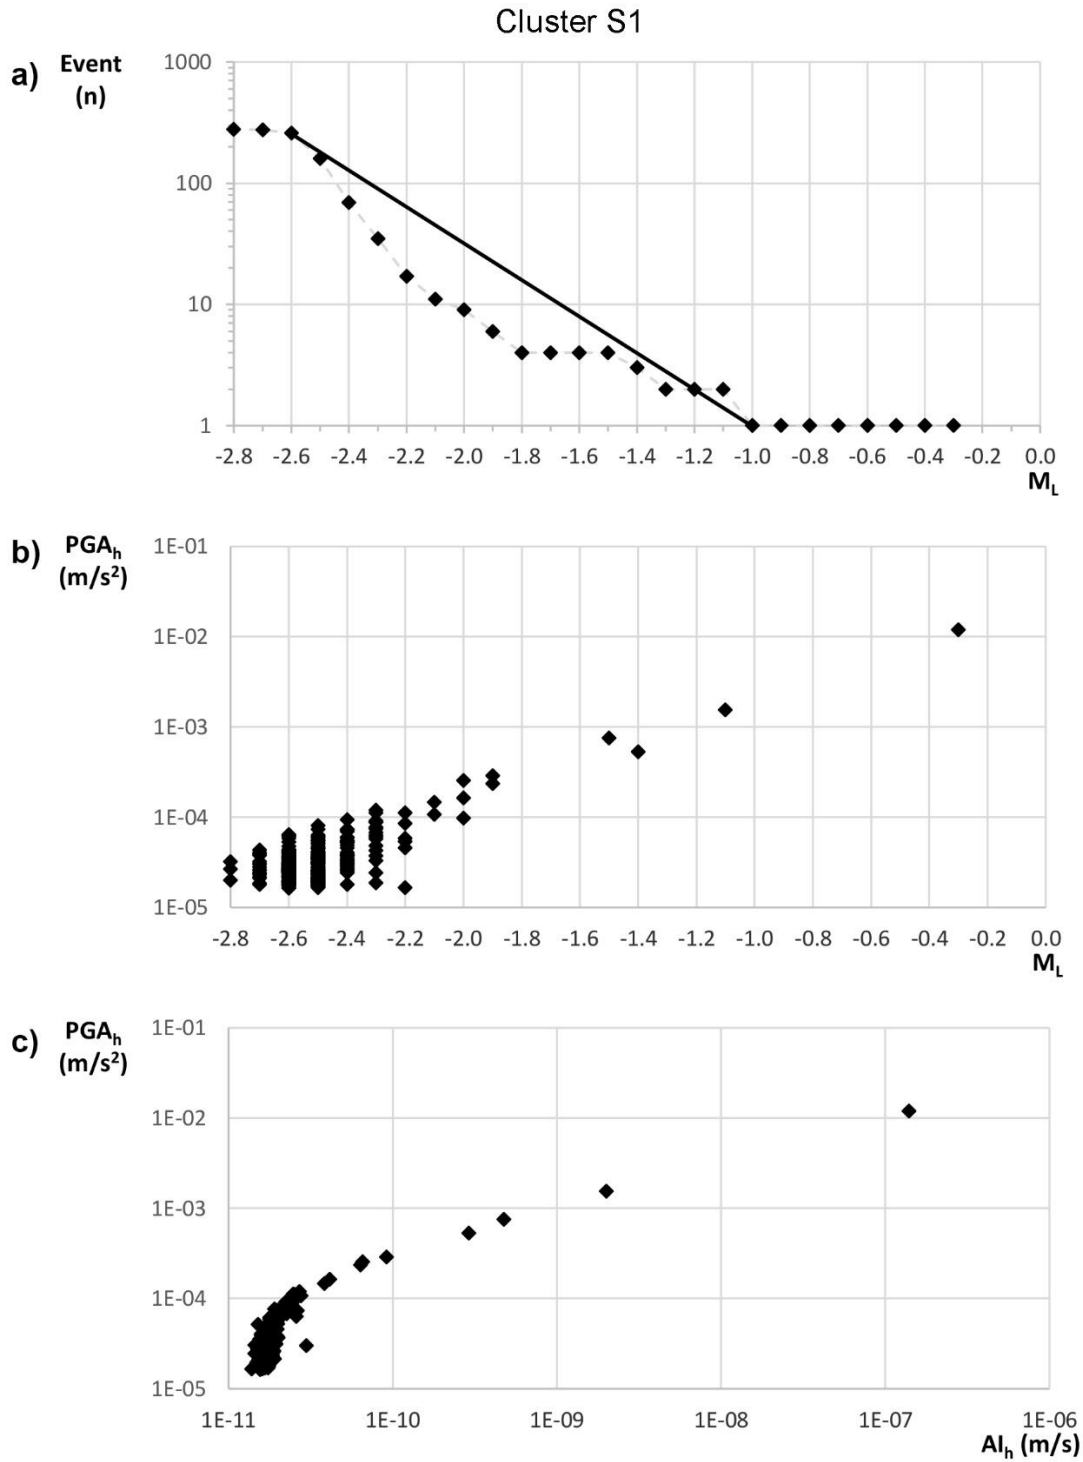 Cluster S1
a) Event
(n)
1000
100
10
1
-2.8 -2.6 -2.4 -2.2 -2.0 -1.8 -1.6 -1.4 -1.2 -1.0 -0.8 -0.6 -0.4 -0.2 0.0
M_L
b) PGA_h
(m/s²)
1E-01
1E-02
1E-03
1E-04
1E-05
-2.8 -2.6 -2.4 -2.2 -2.0 -1.8 -1.6 -1.4 -1.2 -1.0 -0.8 -0.6 -0.4 -0.2 0.0
M_L
c) PGA_h
(m/s²)
1E-01
1E-02
1E-03
1E-04
1E-05
1E-11 1E-10 1E-09 1E-08 1E-07 1E-06
AI_h (m/s)